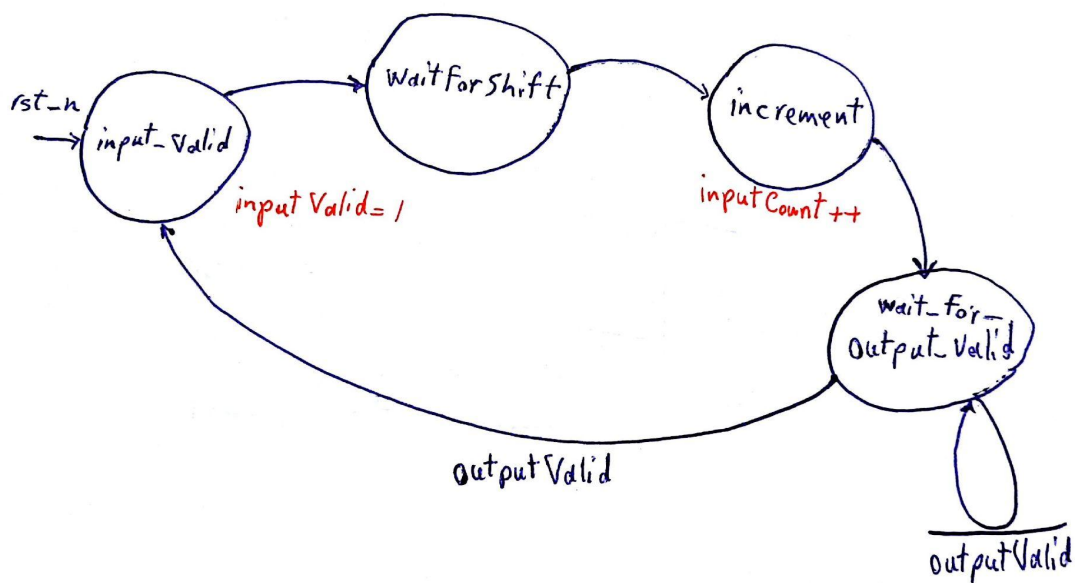 rst_n
input_Valid
inputValid=1
waitForShift
increment
inputCount++
wait_for_
output_Valid
outputValid
outputValid